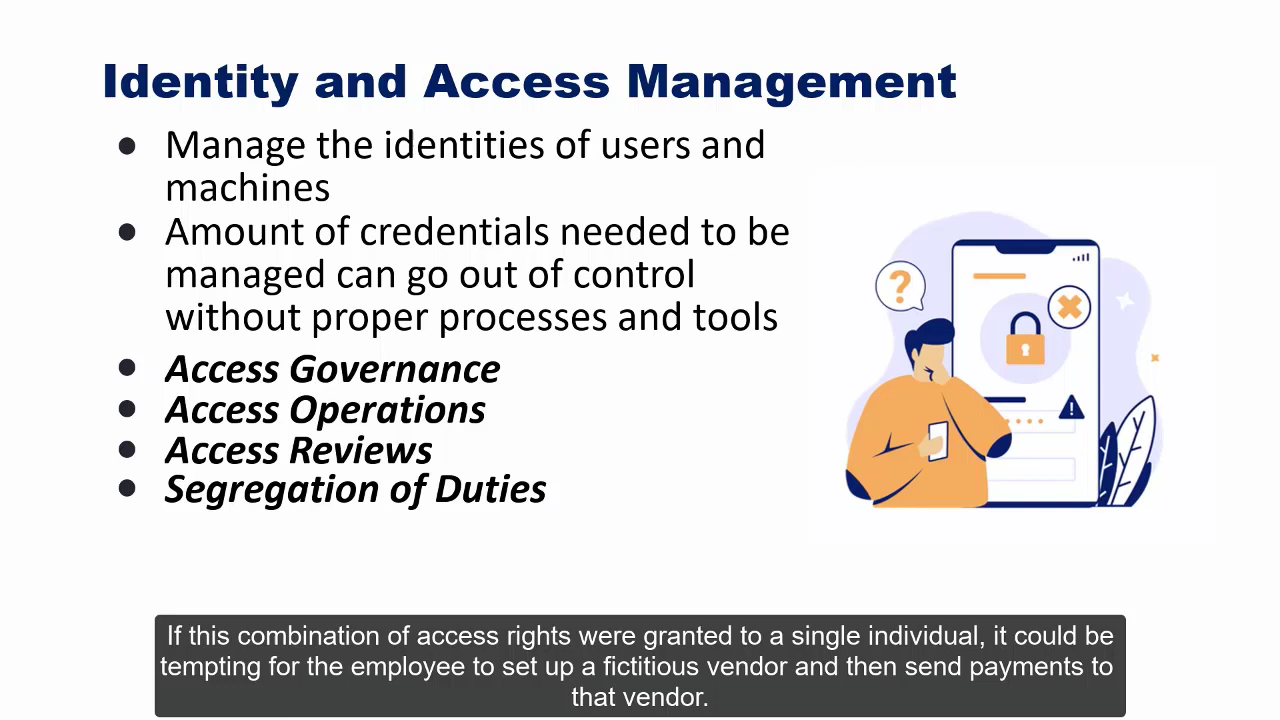 Identity and Access Management
● Manage the identities of users and
machines
● Amount of credentials needed to be
managed can go out of control
without proper processes and tools
● Access Governance
● Access Operations
● Access Reviews
● Segregation of Duties
?
If this combination of access rights were granted to a single individual, it could be
tempting for the employee to set up a fictitious vendor and then send payments to
that vendor.